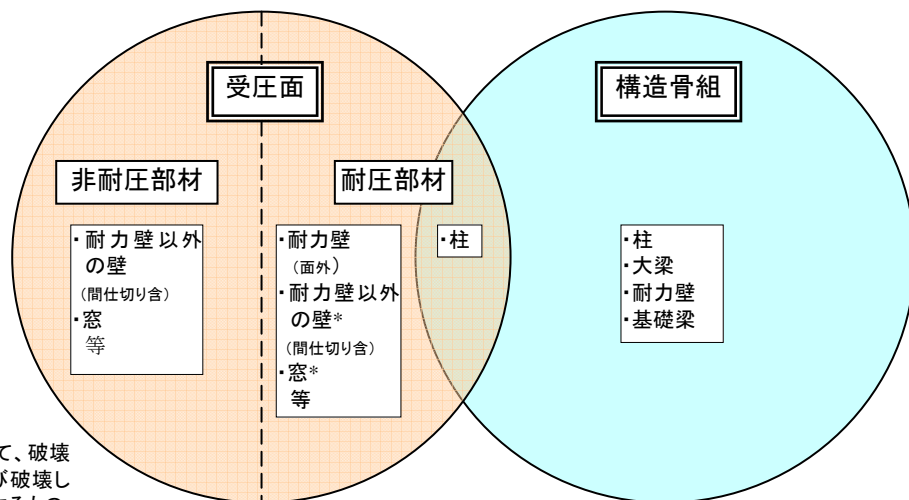 受圧面
構造骨組
非耐圧部材
耐圧部材
・耐力壁以外
の壁
(間仕切り含)
・窓
等
・耐力壁
(面外)
・耐力壁以外
の壁*
(間仕切り含)
・窓*
等
・柱
・柱
・大梁
・耐力壁
・基礎梁
て、破壊
び破壊し